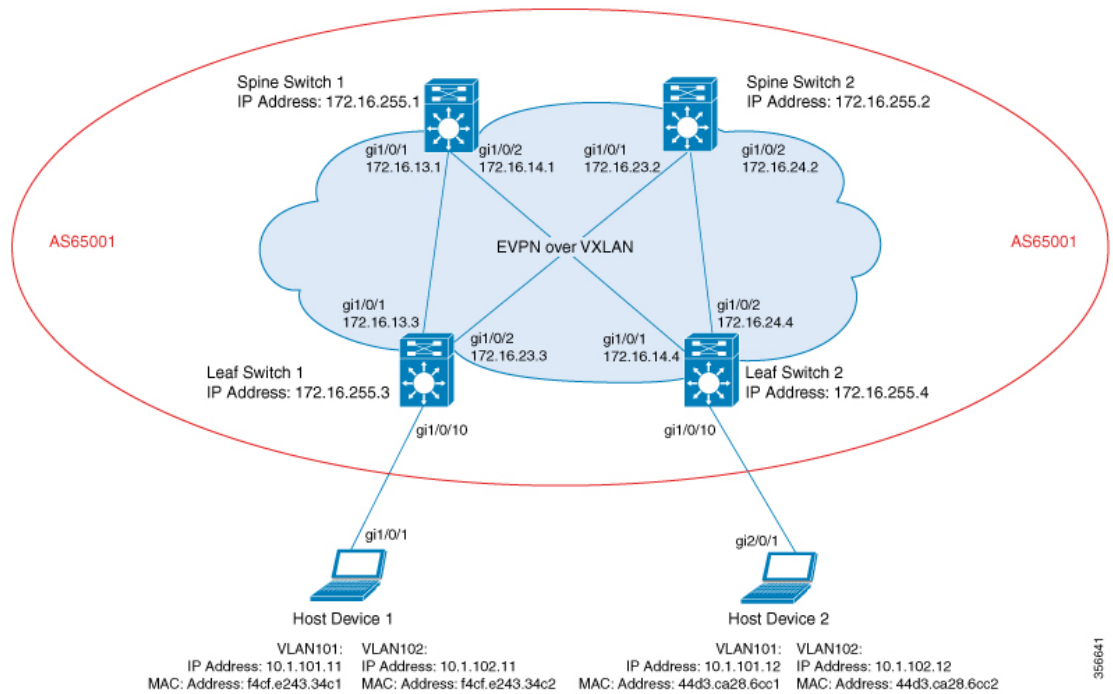 Spine Switch 1
IP Address: 172.16.255.1
Spine Switch 2
IP Address: 172.16.255.2
gi1/0/1
172.16.13.1
gi1/0/2
172.16.14.1
gi1/0/1
172.16.23.2
gi1/0/2
172.16.24.2
AS65001
EVPN over VXLAN
AS65001
gi1/0/1
172.16.13.3
gi1/0/2
172.16.23.3
gi1/0/1
172.16.14.4
gi1/0/2
172.16.24.4
Leaf Switch 1
IP Address: 172.16.255.3
Leaf Switch 2
IP Address: 172.16.255.4
gi1/0/10
gi1/0/10
gi1/0/1
gi2/0/1
Host Device 1
Host Device 2
VLAN101:
IP Address: 10.1.101.11
MAC: Address: f4cf.e243.34c1
VLAN102:
IP Address: 10.1.102.11
MAC Address: f4cf.e243.34c2
VLAN101:
IP Address: 10.1.101.12
MAC: Address: 44d3.ca28.6cc1
VLAN102:
IP Address: 10.1.102.12
MAC Address: 44d3.ca28.6cc2
356641